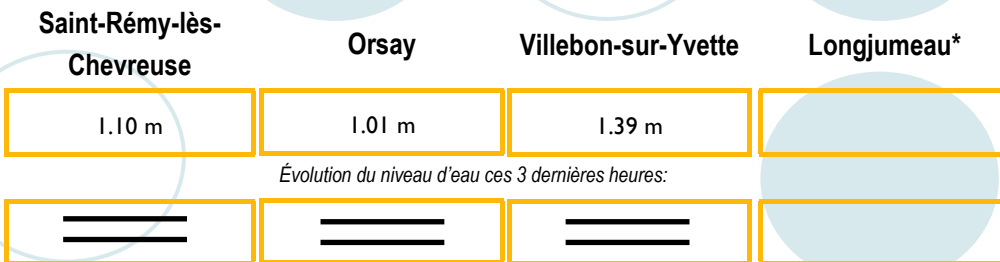 Saint-Rémy-lès-
Chevreuse
Orsay
Villebon-sur-Yvette
Longjumeau*
1.10 m
1.01 m
1.39 m
Évolution du niveau d'eau ces 3 dernières heures: